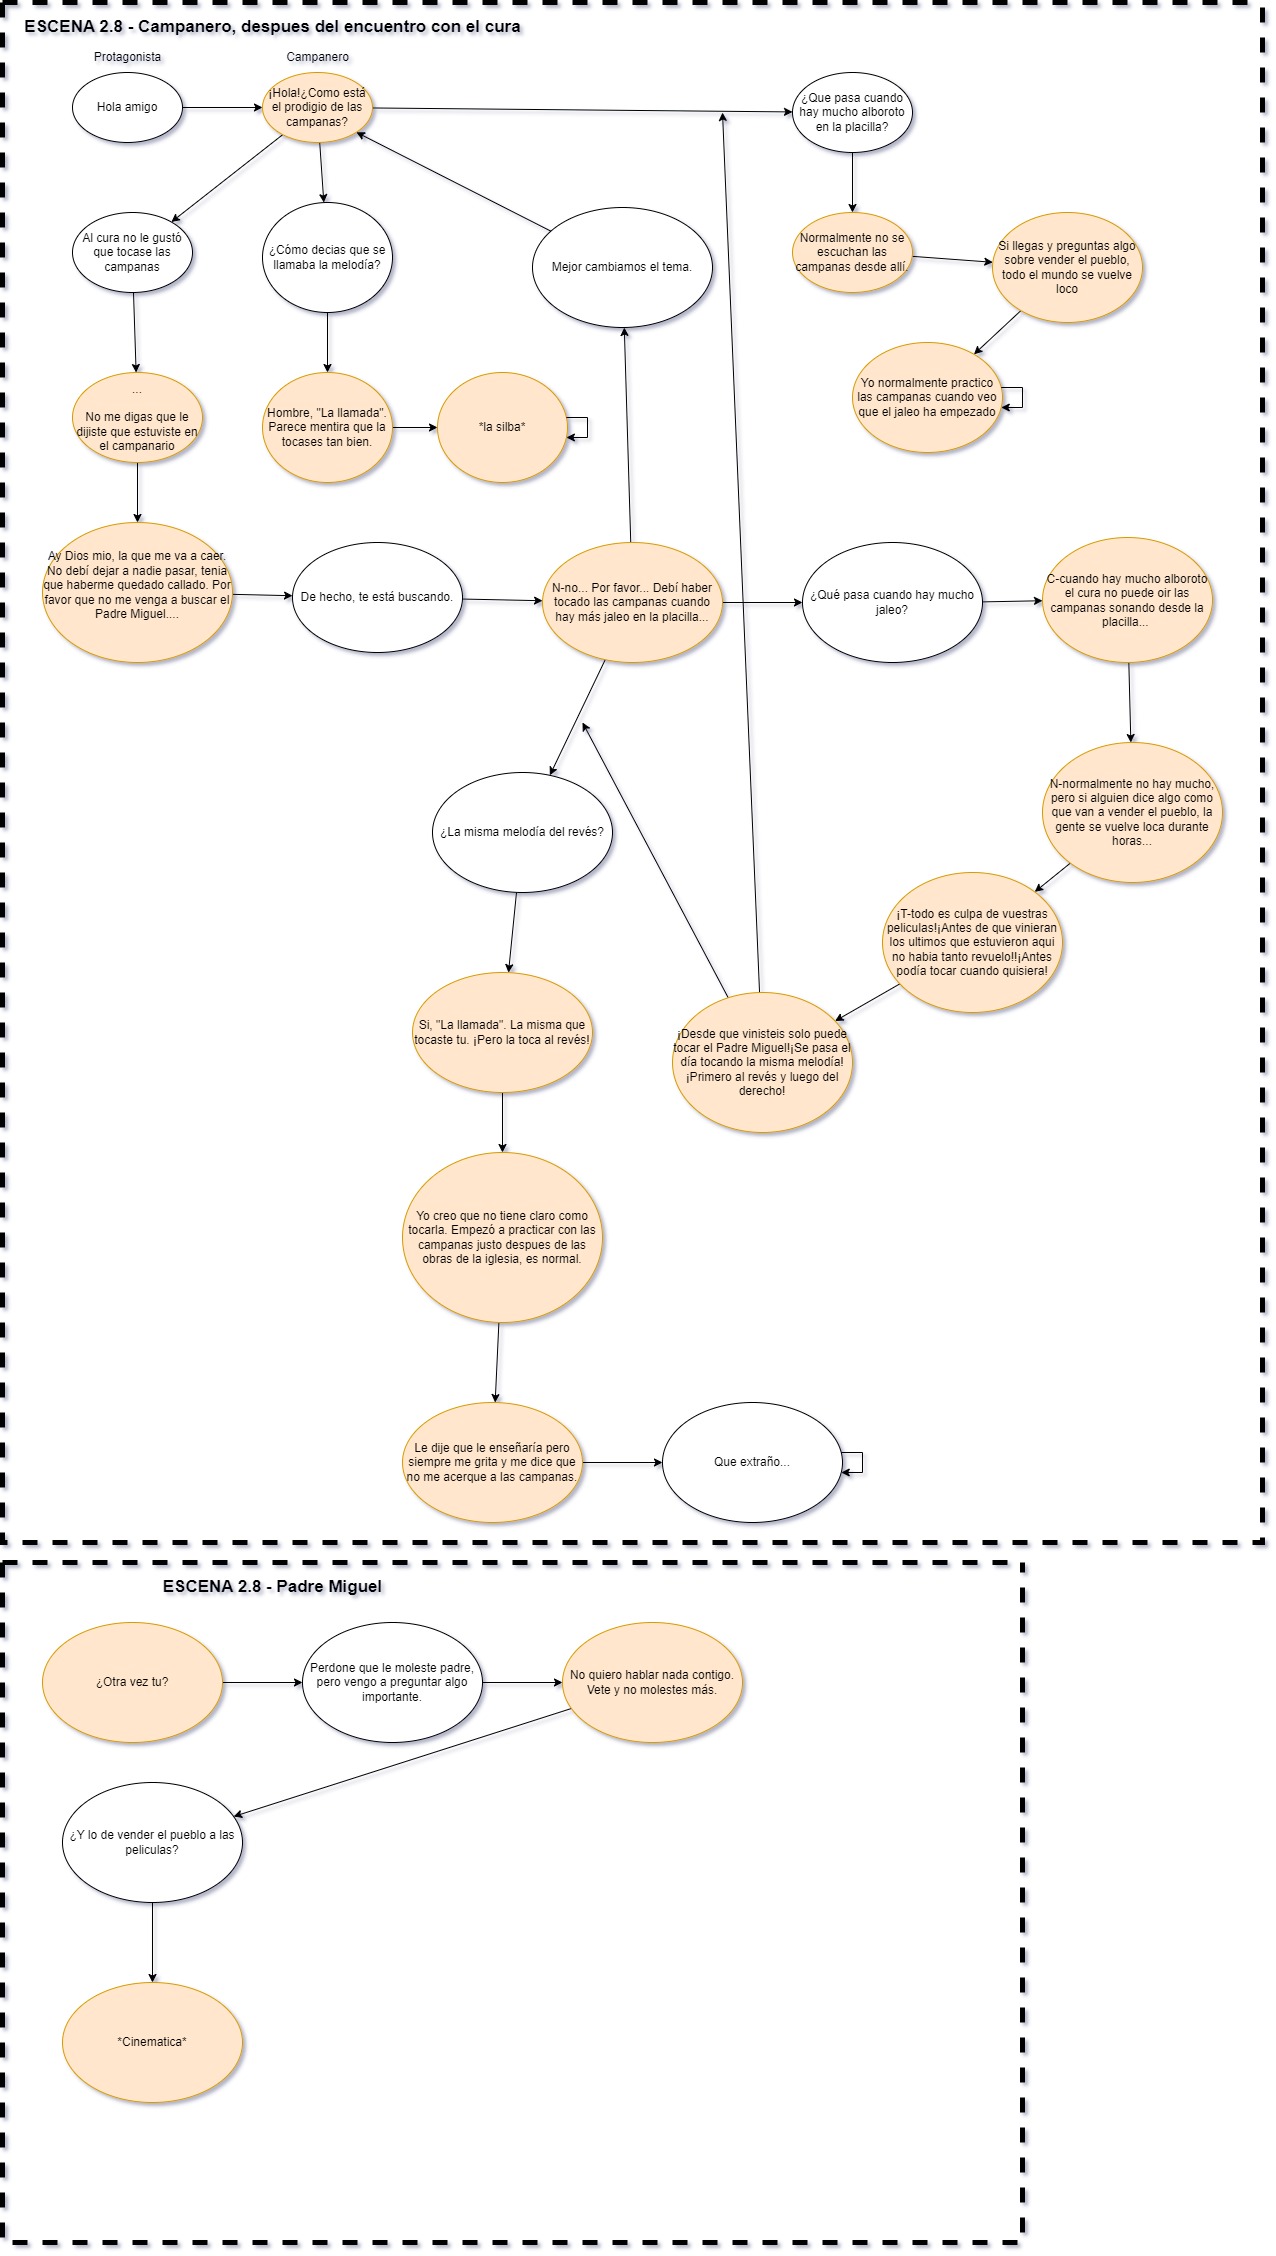 ESCENA 2.8 - Campanero, despues del encuentro con el cura
Protagonista
Campanero
Hola amigo
¡Hola!¿Como está
el prodigio de las
campanas?
¿Que pasa cuando
hay mucho alboroto
en la placilla?
Al cura no le gustó
que tocase las
campanas
¿Cómo decias que se
llamaba la melodía?
Mejor cambiamos el tema.
Normalmente no se
escuchan las
campanas desde allí.
Si llegas y preguntas algo
sobre vender el pueblo,
todo el mundo se vuelve
loco
...
No me digas que le
dijiste que estuviste en
el campanario
Hombre, "La llamada".
Parece mentira que la
tocases tan bien.
*la silba*
Yo normalmente practico
las campanas cuando veo
que el jaleo ha empezado
Ay Dios mio, la que me va a caer.
No debí dejar a nadie pasar, tenia
que haberme quedado callado. Por
favor que no me venga a buscar el
Padre Miguel....
De hecho, te está buscando.
N-no... Por favor... Debí haber
tocado las campanas cuando
hay más jaleo en la placilla...
¿Qué pasa cuando hay mucho
jaleo?
C-cuando hay mucho alboroto
el cura no puede oir las
campanas sonando desde la
placilla...
¿La misma melodía del revés?
N-normalmente no hay mucho,
pero si alguien dice algo como
que van a vender el pueblo, la
gente se vuelve loca durante
horas...
¡T-todo es culpa de vuestras
peliculas!¡Antes de que vinieran
los ultimos que estuvieron aqui
no habia tanto revuelo!!¡Antes
podía tocar cuando quisiera!
Sí, "La llamada". La misma que
tocaste tu. ¡Pero la toca al revés!
¡Desde que vinisteis solo puede
tocar el Padre Miguel!¡Se pasa el
día tocando la misma melodía!
¡Primero al revés y luego del
derecho!
Yo creo que no tiene claro como
tocarla. Empezó a practicar con las
campanas justo despues de las
obras de la iglesia, es normal.
Le dije que le enseñaría pero
siempre me grita y me dice que
no me acerque a las campanas.
Que extraño...
ESCENA 2.8 - Padre Miguel
¿Otra vez tu?
Perdone que le moleste padre,
pero vengo a preguntar algo
importante.
No quiero hablar nada contigo.
Vete y no molestes más.
¿Y lo de vender el pueblo a las
peliculas?
*Cinematica*